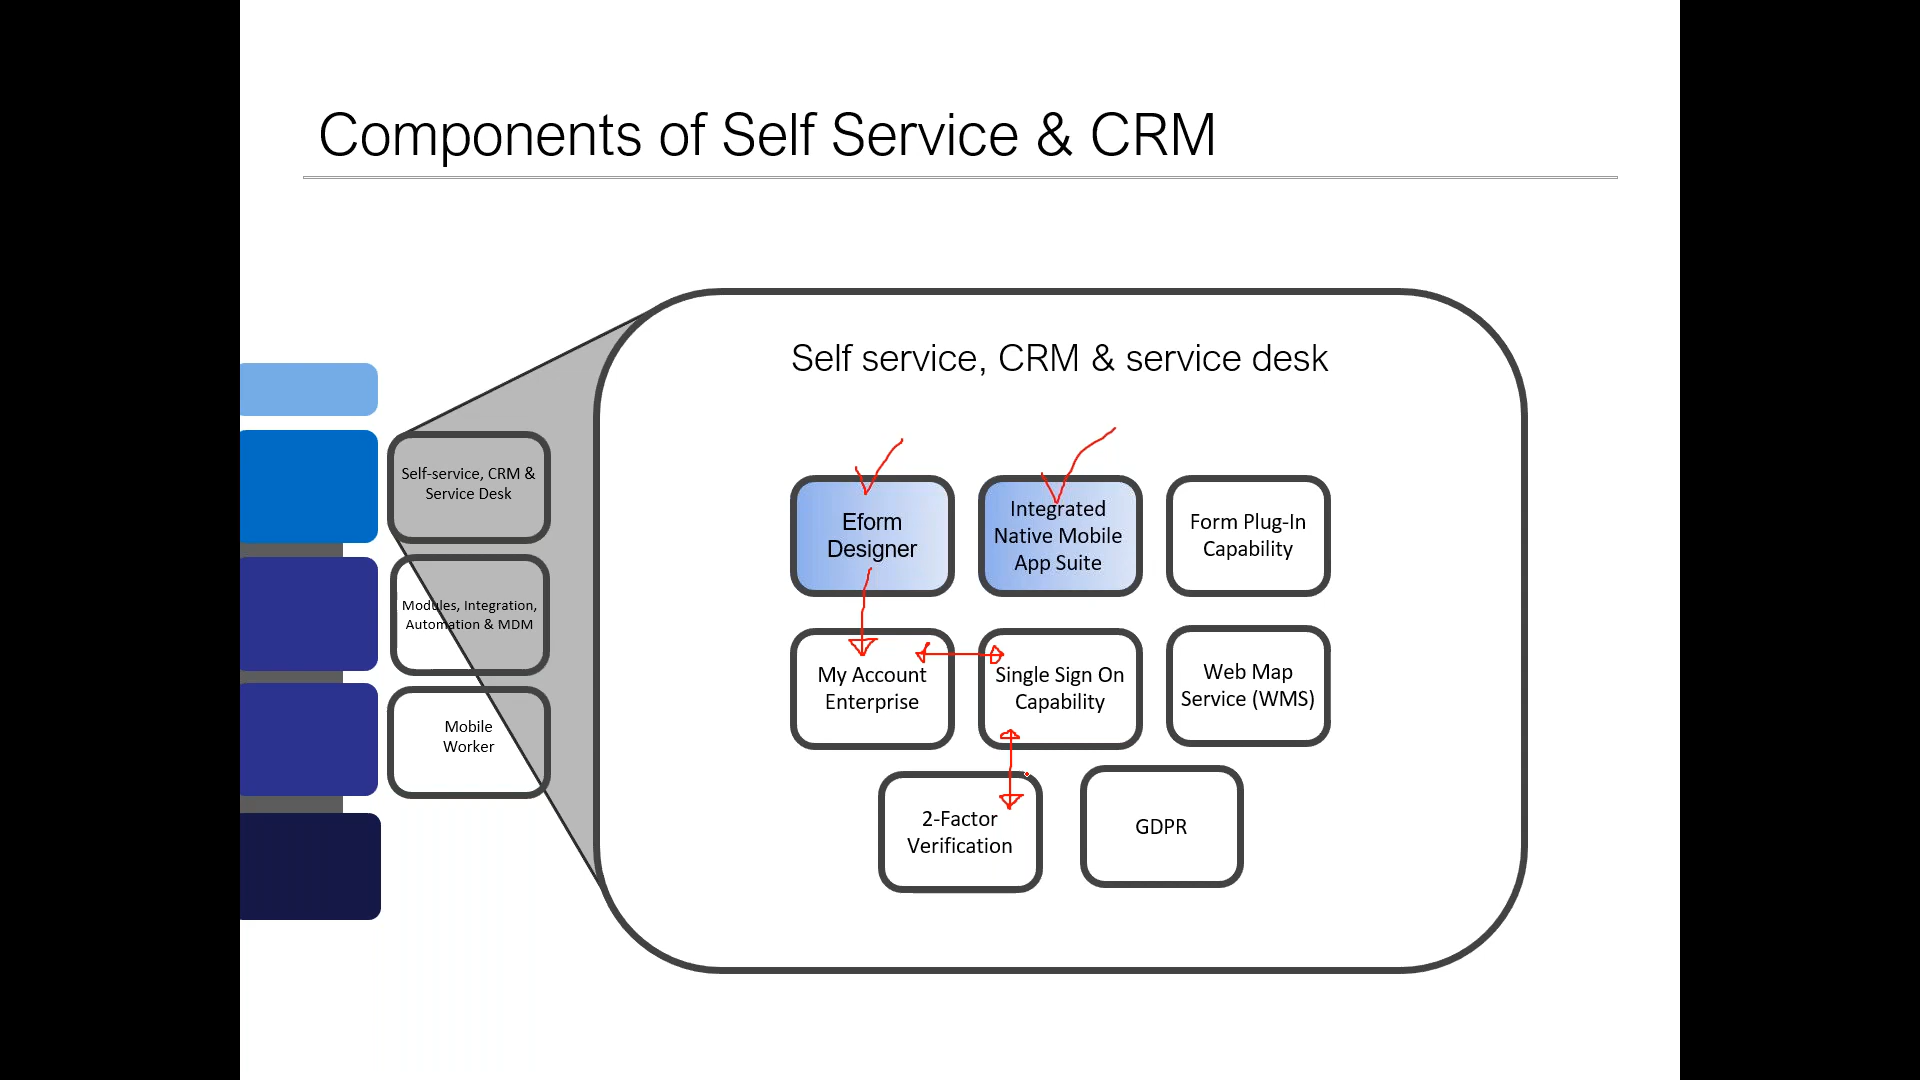 Components of Self Service & CRM
Self service, CRM & service desk
Self-service, CRM &
Service Desk
Modules, Integration,
Automation & MDM
Mobile
Worker
Eform
Designer
Integrated
Native Mobile
App Suite
Form Plug-In
Capability
My Account
Enterprise
Single Sign On
Capability
Web Map
Service (WMS)
2-Factor
Verification
GDPR